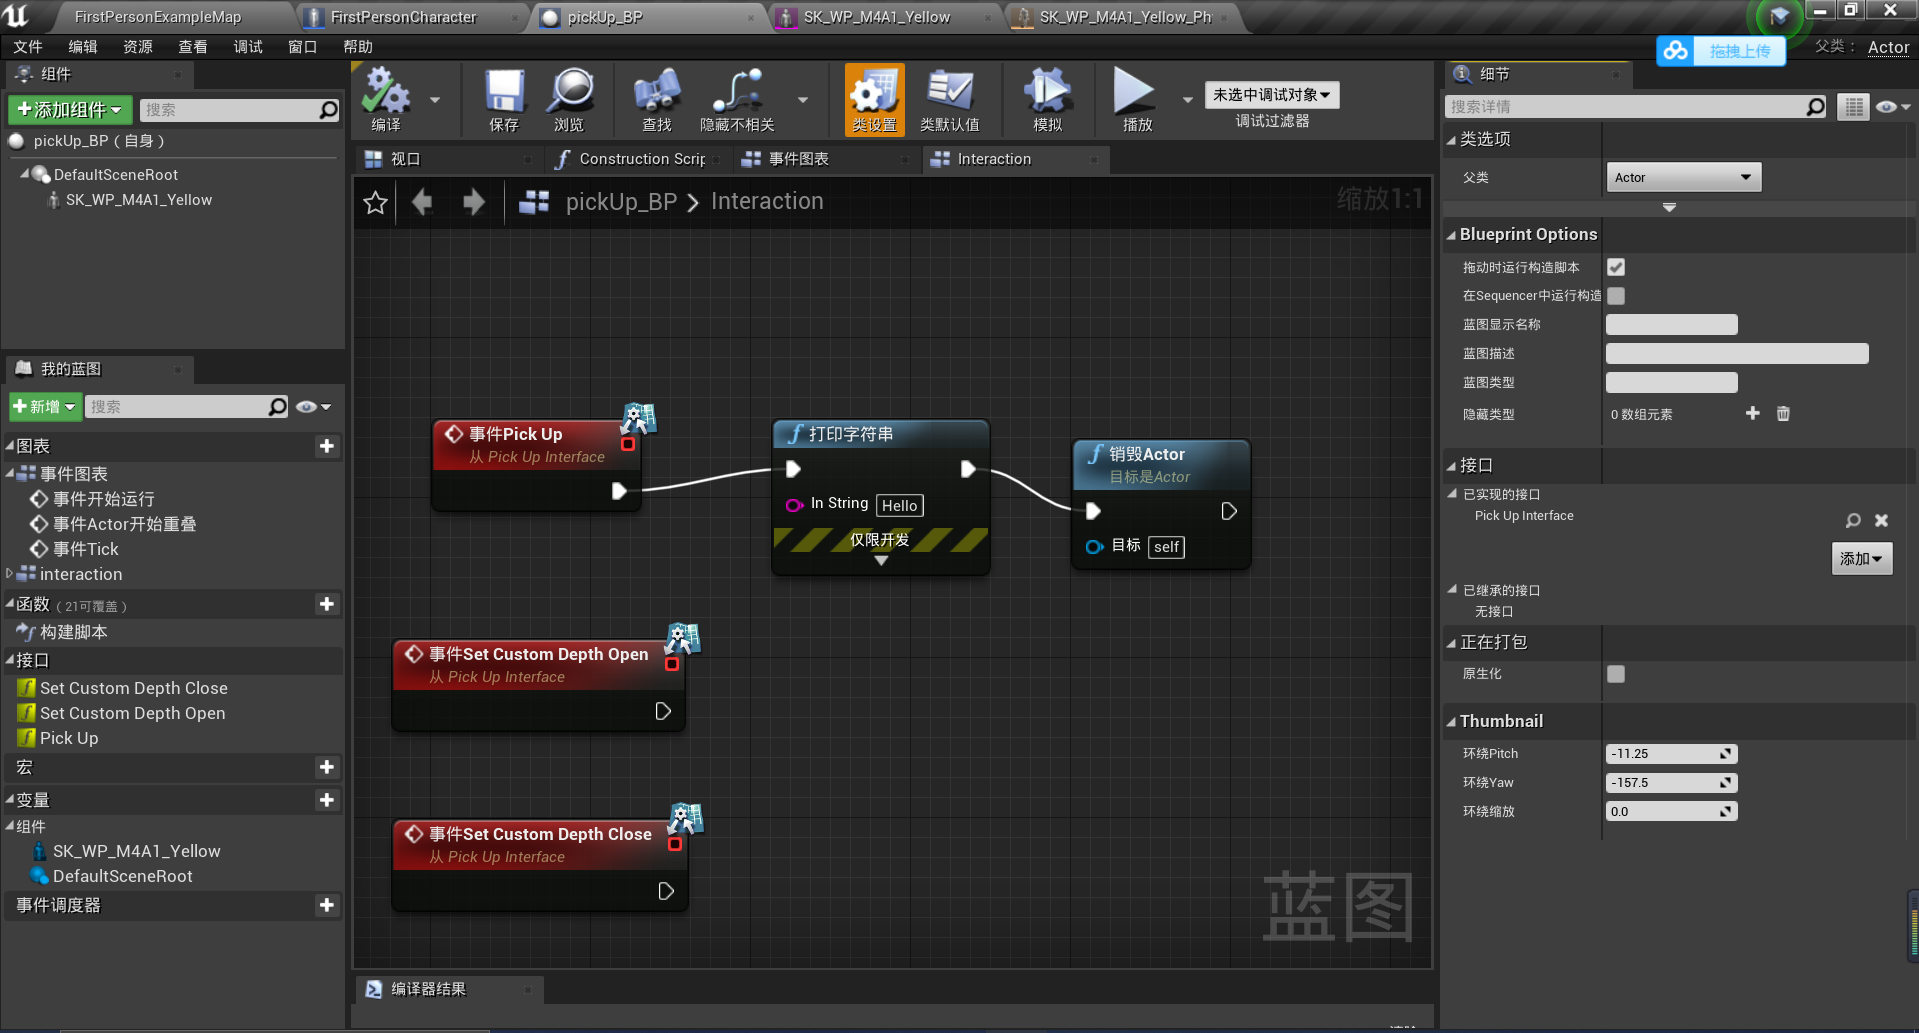 FirstPersonExampleMap
FirstPersonCharacter
pickUp_BP
SK_WP_M4A1_Yellow
SK_WP_M4A1_Yellow_Ph
文件 编辑 资源 查看 调试 窗口 帮助
拖拽上传
父类： Actor
组件
添加组件
搜索
pickUp_BP（自身）
DefaultSceneRoot
SK_WP_M4A1_Yellow
我的蓝图
新增
搜索
图表
事件图表
事件开始运行
事件Actor开始重叠
事件Tick
interaction
函数（21可覆盖）
构建脚本
接口
Set Custom Depth Close
Set Custom Depth Open
Pick Up
宏
变量
组件
SK_WP_M4A1_Yellow
DefaultSceneRoot
事件调度器
编译
保存
浏览
查找
隐藏不相关
类设置
类默认值
模拟
播放
未选中调试对象
调试过滤器
视口
Construction Scrip
事件图表
Interaction
pickUp_BP
Interaction
缩放1:1
事件Pick Up
从 Pick Up Interface
打印字符串
In String Hello
仅限开发
销毁Actor
目标是Actor
目标 self
事件Set Custom Depth Open
从 Pick Up Interface
事件Set Custom Depth Close
从 Pick Up Interface
蓝图
编译器结果
细节
搜索详情
类选项
父类 Actor
Blueprint Options
拖动时运行构造脚本
在Sequencer中运行构造
蓝图显示名称
蓝图描述
蓝图类型
隐藏类型 0 数组元素
接口
已实现的接口
Pick Up Interface
添加
已继承的接口
无接口
正在打包
原生化
Thumbnail
环绕Pitch -11.25
环绕Yaw -157.5
环绕缩放 0.0